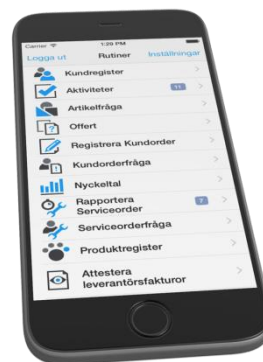 Carrier 1:29 PM
Logga ut Rutiner Inställningar
Kundregister
Aktiviteter 11
Artikelfråga
Offert
Registrera Kundorder
Kundorderfråga
Nyckeltal
Rapportera
Serviceorder 7
Serviceorderfråga
Produktregister
Attestera
leverantörsfakturor